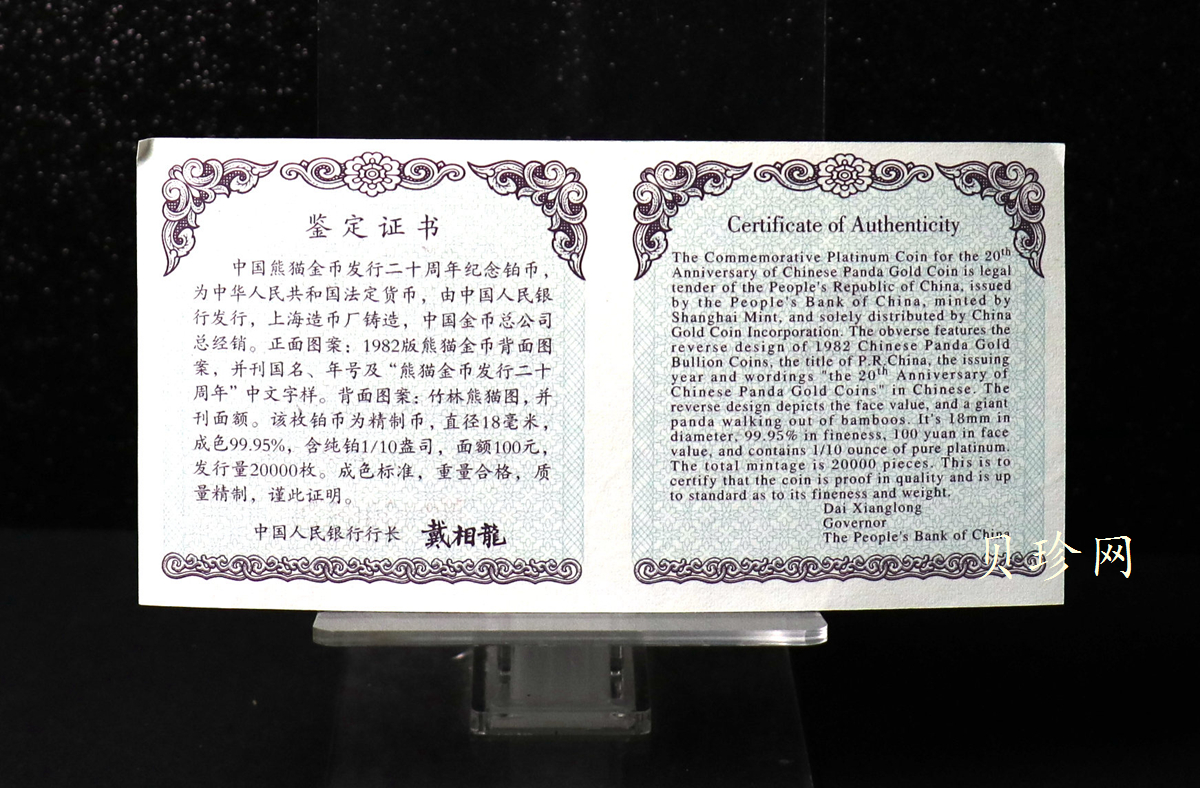 鉴定证书
中国熊猫金币发行二十周年纪念铂币，
为中华人民共和国法定货币，由中国人民银
行发行，上海造币厂铸造，中国金币总公司
总经销。正面图案：1982版熊猫金币背面图
案，并刊国名、年号及“熊猫金币发行二十
周年”中文字样。背面图案：竹林熊猫图，并
刊面额。该枚铂币为精制币，直径18毫米，
成色99.95%，含纯铂1/10盎司，面额100元，
发行量20000枚。成色标准，重量合格，质
量精制，谨此证明。
中国人民银行行长 戴相龍
Certificate of Authenticity
The Commemorative Platinum Coin for the 20th
Anniversary of Chinese Panda Gold Coin is legal
tender of the People's Republic of China, issued
by the People's Bank of China, minted by
Shanghai Mint, and solely distributed by China
Gold Coin Incorporation. The obverse features the
reverse design of 1982 Chinese Panda Gold
Bullion Coins, the title of P.R.China, the issuing
year and wordings "the 20th Anniversary of
Chinese Panda Gold Coins" in Chinese. The
reverse design depicts the face value, and a giant
panda walking out of bamboos. It's 18mm in
diameter, 99.95% in fineness, 100 yuan in face
value, and contains 1/10 ounce of pure platinum.
The total mintage is 20000 pieces. This is to
certify that the coin is proof in quality and is up
to standard as to its fineness and weight.
Dai Xianglong
Governor
The People's Bank of China
贝珍网